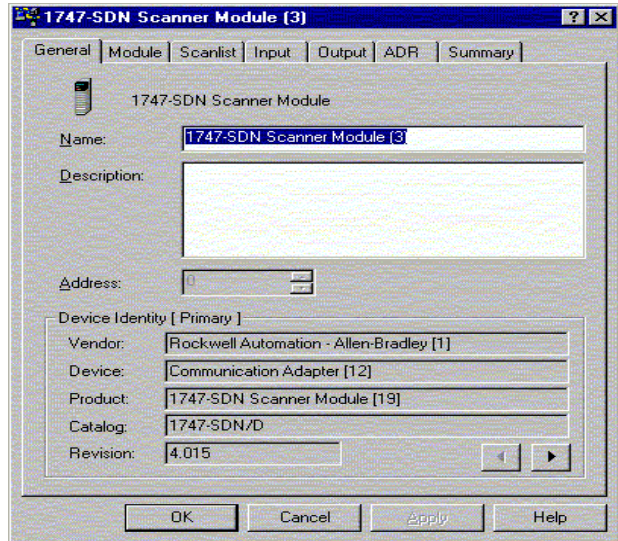 1747-SDN Scanner Module (3)
General Module Scanlist Input Output ADR Summary
1747-SDN Scanner Module
Name: 1747-SDN Scanner Module (3)
Description:
Address: 0
Device Identity [ Primary ]
Vendor: Rockwell Automation - Allen-Bradley [1]
Device: Communication Adapter [12]
Product: 1747-SDN Scanner Module [19]
Catalog: 1747-SDN/D
Revision: 4.015
OK Cancel Apply Help